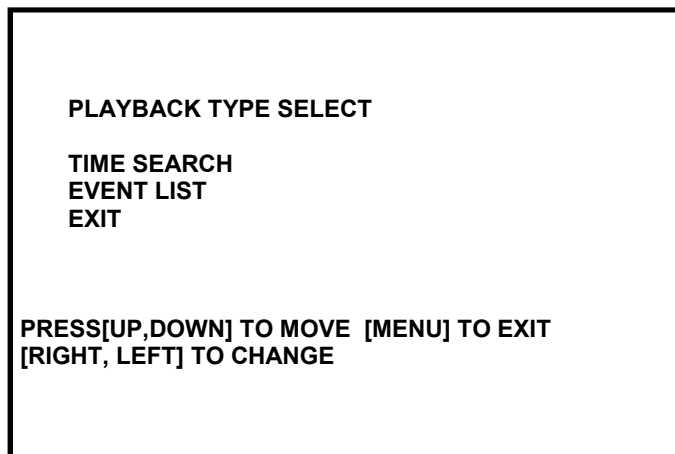 PLAYBACK TYPE SELECT
TIME SEARCH
EVENT LIST
EXIT
PRESS[UP,DOWN] TO MOVE  [MENU] TO EXIT
[RIGHT, LEFT] TO CHANGE